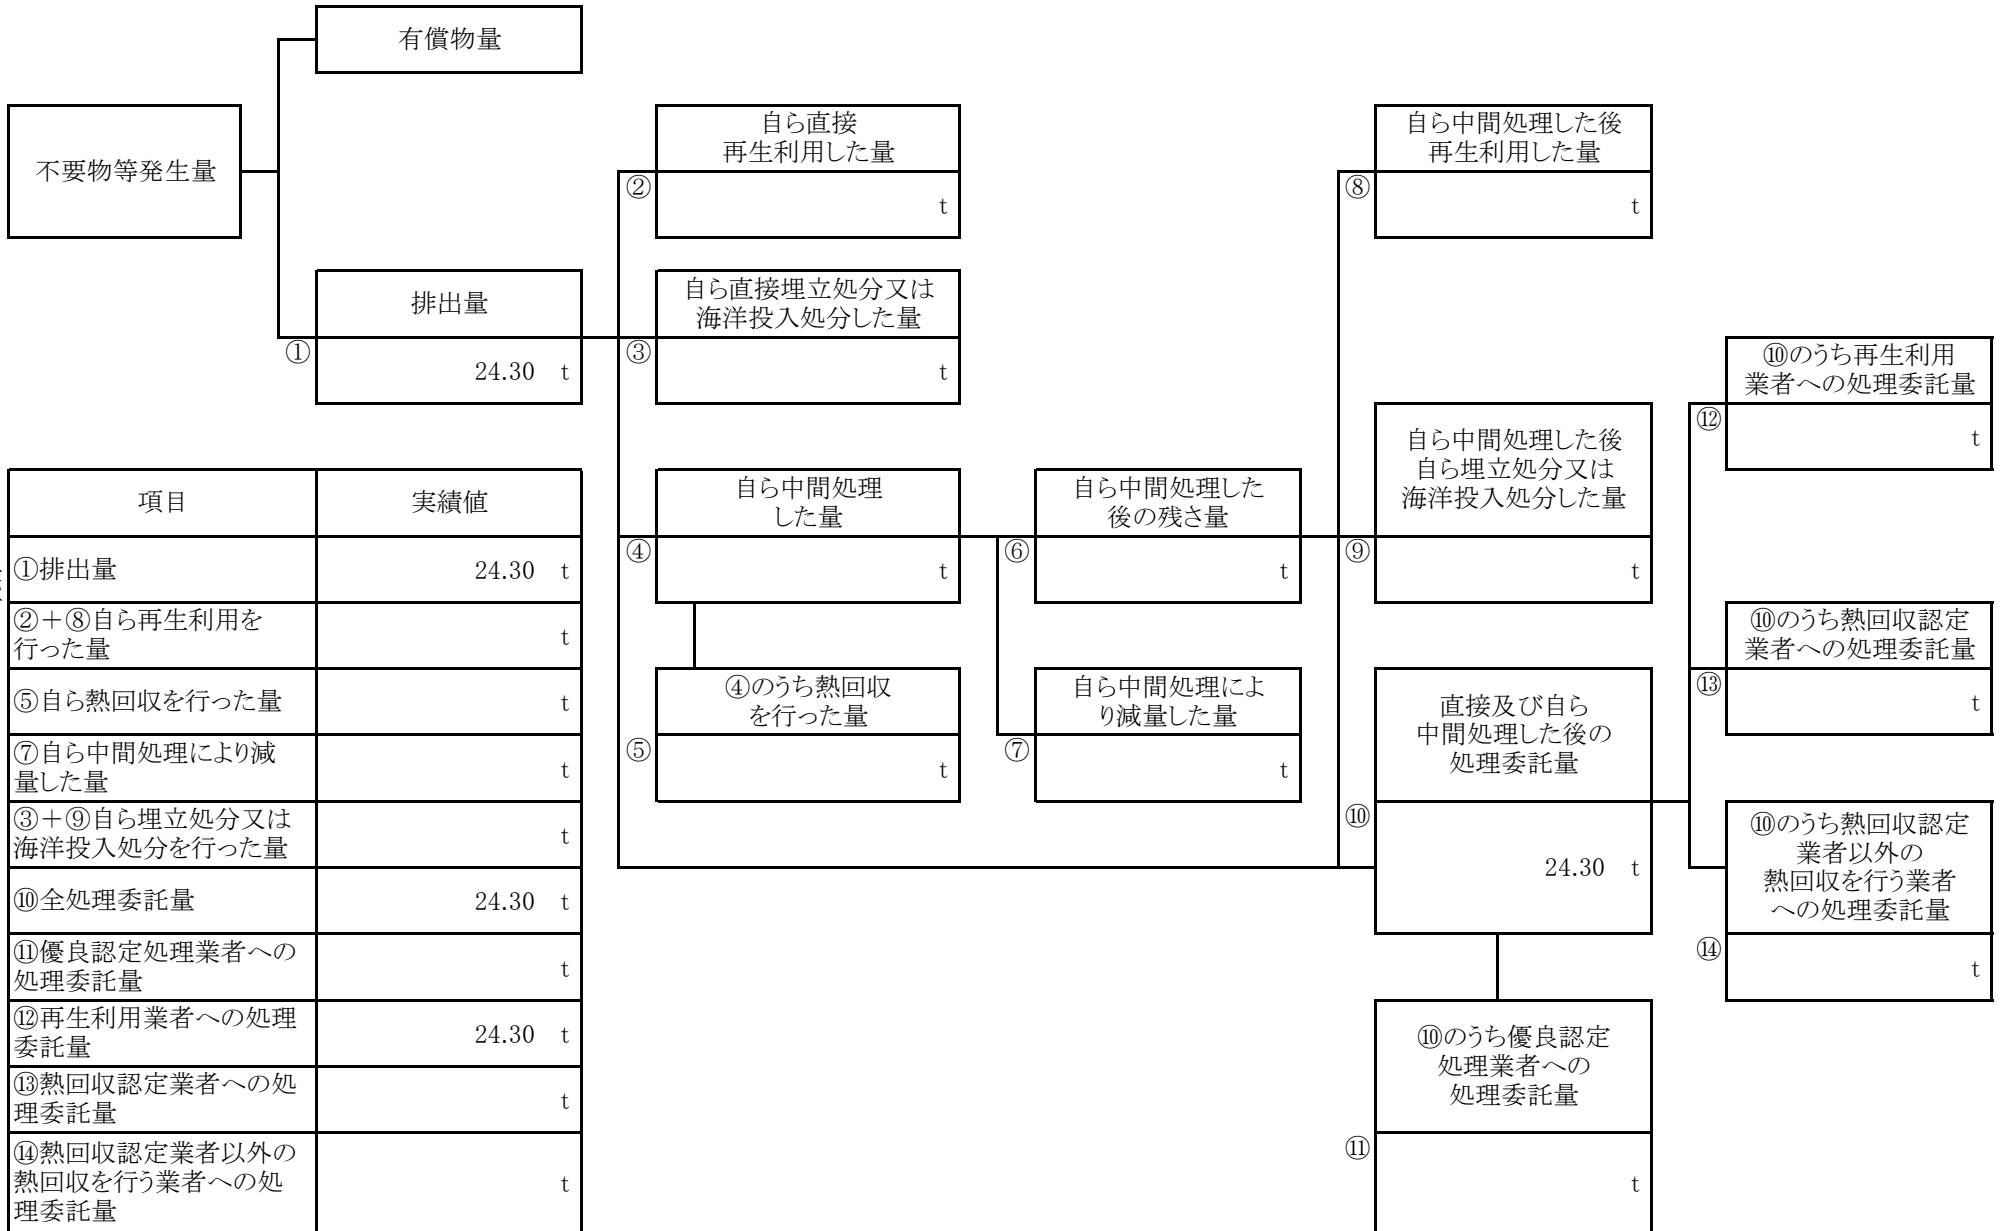 有償物量
不要物等発生量
自ら直接
再生利用した量
②
t
自ら中間処理した後
再生利用した量
⑧
t
排出量
①
24.30 t
自ら直接埋立処分又は
海洋投入処分した量
③
t
⑩のうち再生利用
業者への処理委託量
⑫
t
自ら中間処理
した量
④
t
自ら中間処理した
後の残さ量
⑥
t
自ら中間処理した後
自ら埋立処分又は
海洋投入処分した量
⑨
t
⑩のうち熱回収認定
業者への処理委託量
⑬
t
④のうち熱回収
を行った量
⑤
t
自ら中間処理によ
り減量した量
⑦
t
直接及び自ら
中間処理した後の
処理委託量
⑩
24.30 t
⑩のうち熱回収認定
業者以外の
熱回収を行う業者
への処理委託量
⑭
t
⑩のうち優良認定
処理業者への
処理委託量
⑪
t
項目 実績値
①排出量 24.30 t
②＋⑧自ら再生利用を
行った量 t
⑤自ら熱回収を行った量 t
⑦自ら中間処理により減
量した量 t
③＋⑨自ら埋立処分又は
海洋投入処分を行った量 t
⑩全処理委託量 24.30 t
⑪優良認定処理業者への
処理委託量 t
⑫再生利用業者への処理
委託量 24.30 t
⑬熱回収認定業者への処
理委託量 t
⑭熱回収認定業者以外の
熱回収を行う業者への処
理委託量 t